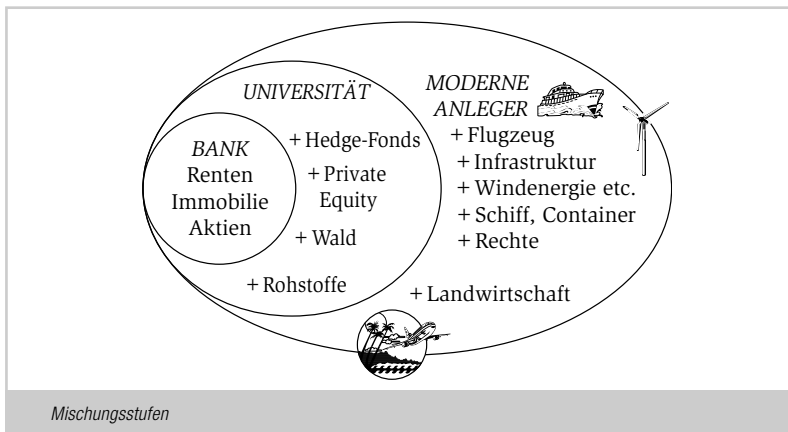 UNIVERSITÄT
BANK
Renten
Immobilie
Aktien
+ Hedge-Fonds
+ Private
Equity
+ Wald
+ Rohstoffe
MODERNE
ANLEGER
+ Flugzeug
+ Infrastruktur
+ Windenergie etc.
+ Schiff, Container
+ Rechte
+ Landwirtschaft
Mischungsstufen